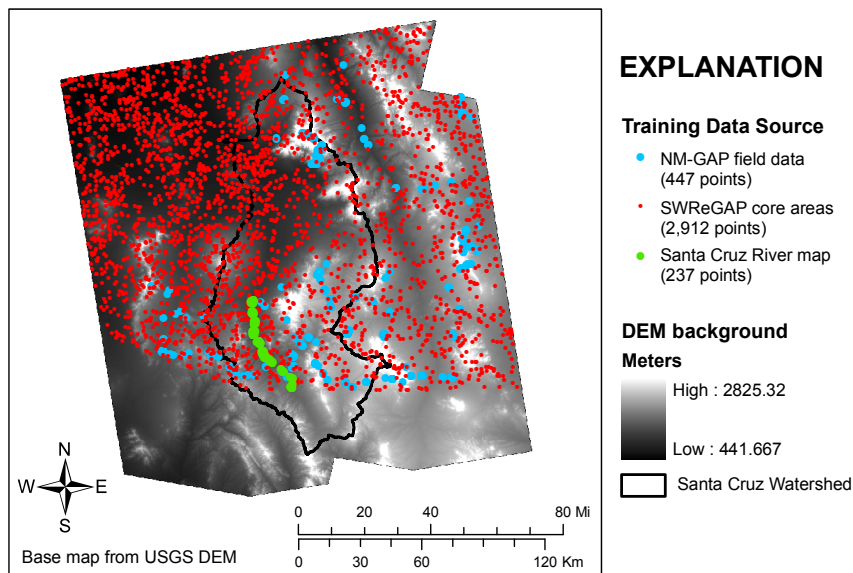 EXPLANATION
Training Data Source
NM-GAP field data
(447 points)
SWReGAP core areas
(2,912 points)
Santa Cruz River map
(237 points)
DEM background
Meters
High : 2825.32
Low : 441.667
Santa Cruz Watershed
N
W E
S
0 20 40 60 80 Mi
0 30 60 120 Km
Base map from USGS DEM